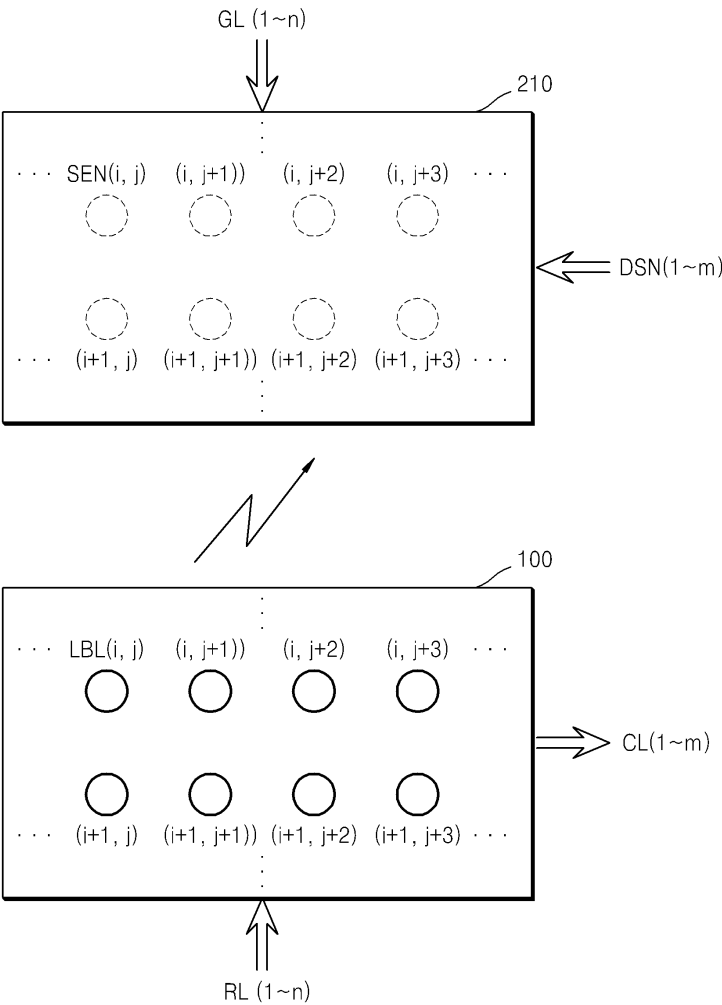 GL (1~n)
210
· · · SEN(i, j) (i, j+1)) (i, j+2) (i, j+3) · · ·
DSN(1~m)
· · · (i+1, j) (i+1, j+1)) (i+1, j+2) (i+1, j+3) · · ·
100
· · · LBL(i, j) (i, j+1)) (i, j+2) (i, j+3) · · ·
CL(1~m)
· · · (i+1, j) (i+1, j+1)) (i+1, j+2) (i+1, j+3) · · ·
RL (1~n)